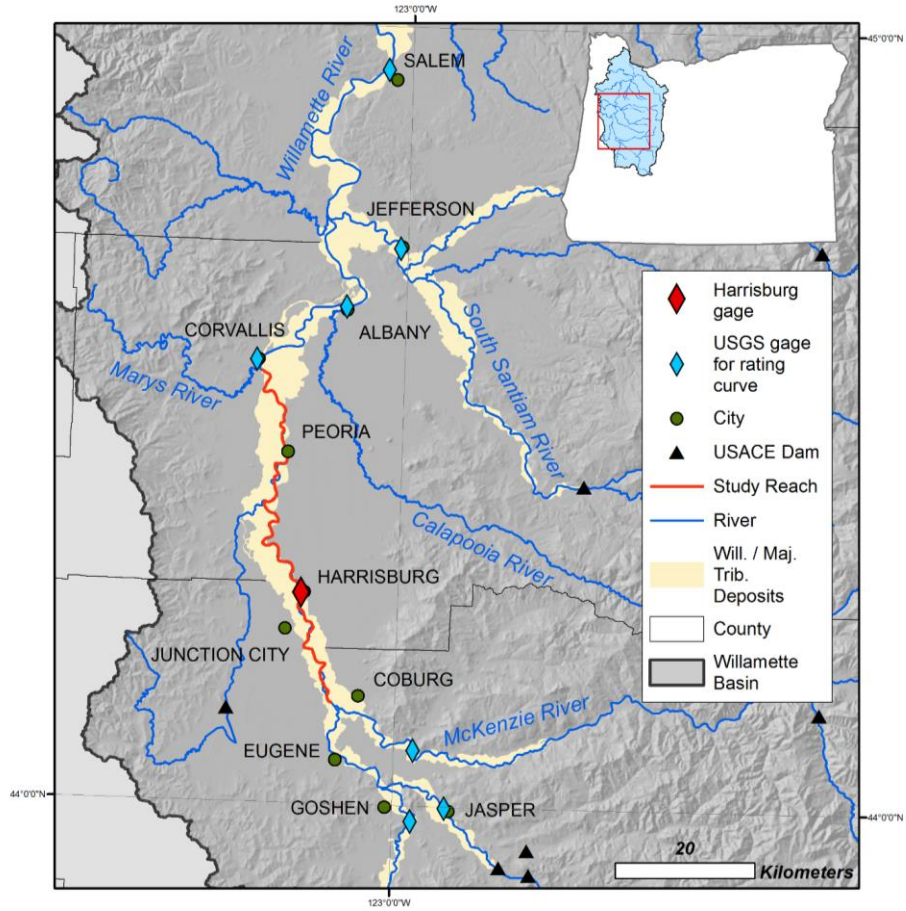 123°0'0"W
45°0'0"N
SALEM
Willamette River
JEFFERSON
CORVALLIS
ALBANY
Marys River
South Santiam River
PEORIA
Calapooia River
HARRISBURG
JUNCTION CITY
COBURG
McKenzie River
EUGENE
GOSHEN
JASPER
44°0'0"N
44°0'0"N
123°0'0"W
Harrisburg
gage
USGS gage
for rating
curve
City
USACE Dam
Study Reach
River
Will. / Maj.
Trib.
Deposits
County
Willamette
Basin
20
Kilometers